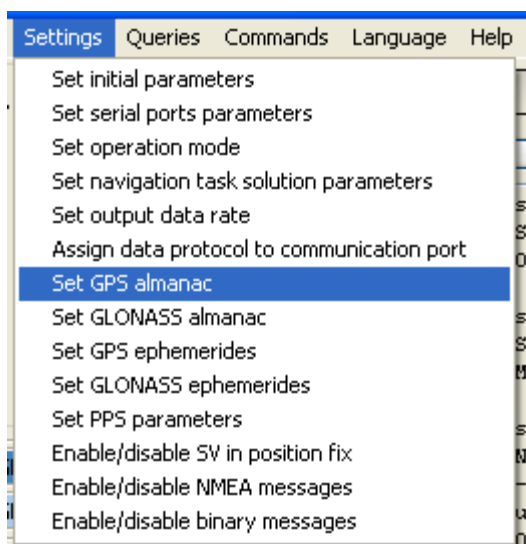 Settings Queries Commands Language Help
Set initial parameters
Set serial ports parameters
Set operation mode
Set navigation task solution parameters
Set output data rate
Assign data protocol to communication port
Set GPS almanac
Set GLONASS almanac
Set GPS ephemerides
Set GLONASS ephemerides
Set PPS parameters
Enable/disable SV in position fix
Enable/disable NMEA messages
Enable/disable binary messages